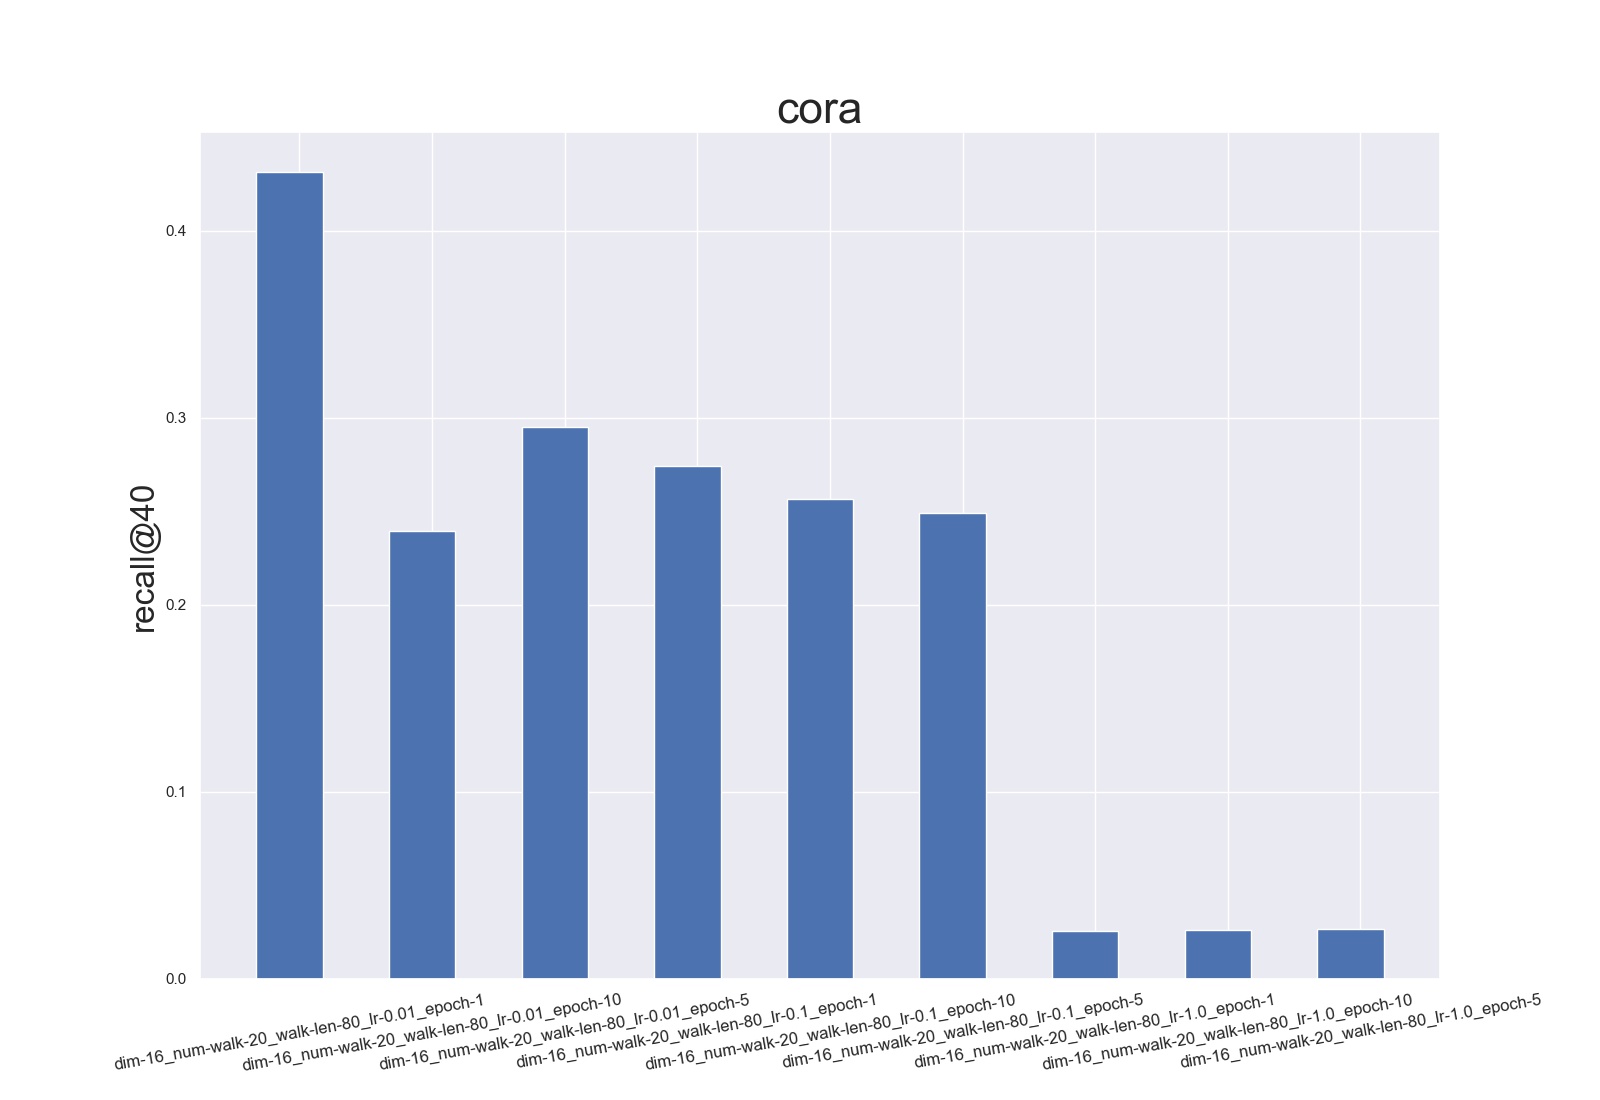 cora
recall@40
0.4
0.3
0.2
0.1
0.0
dim-16_num-walk-20_walk-len-80_lr-0.01_epoch-1
dim-16_num-walk-20_walk-len-80_lr-0.01_epoch-10
dim-16_num-walk-20_walk-len-80_lr-0.01_epoch-5
dim-16_num-walk-20_walk-len-80_lr-0.1_epoch-1
dim-16_num-walk-20_walk-len-80_lr-0.1_epoch-10
dim-16_num-walk-20_walk-len-80_lr-0.1_epoch-5
dim-16_num-walk-20_walk-len-80_lr-1.0_epoch-1
dim-16_num-walk-20_walk-len-80_lr-1.0_epoch-10
dim-16_num-walk-20_walk-len-80_lr-1.0_epoch-5